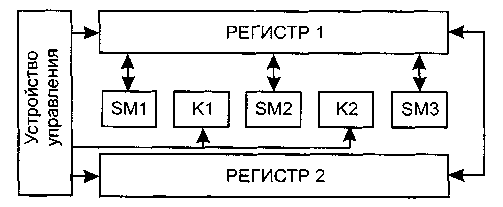 Устройство
управления
РЕГИСТР 1
SM1 K1 SM2 K2 SM3
РЕГИСТР 2